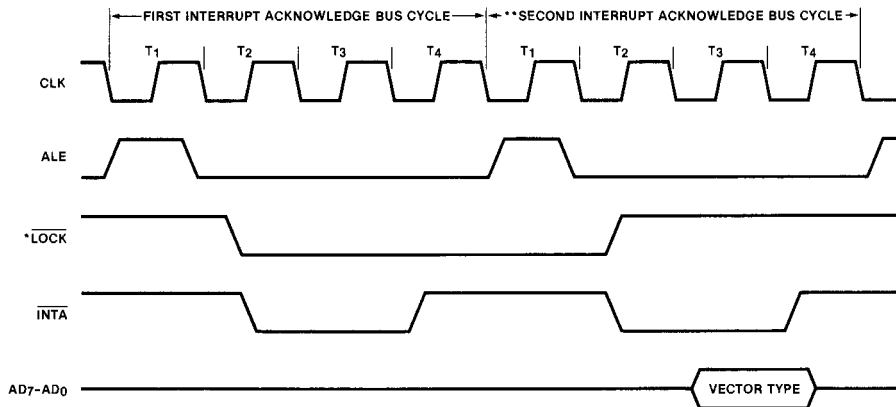 FIRST INTERRUPT ACKNOWLEDGE BUS CYCLE
**SECOND INTERRUPT ACKNOWLEDGE BUS CYCLE
T1 T2 T3 T4 T1 T2 T3 T4
CLK
ALE
*LOCK
INTA
AD7-AD0
VECTOR TYPE